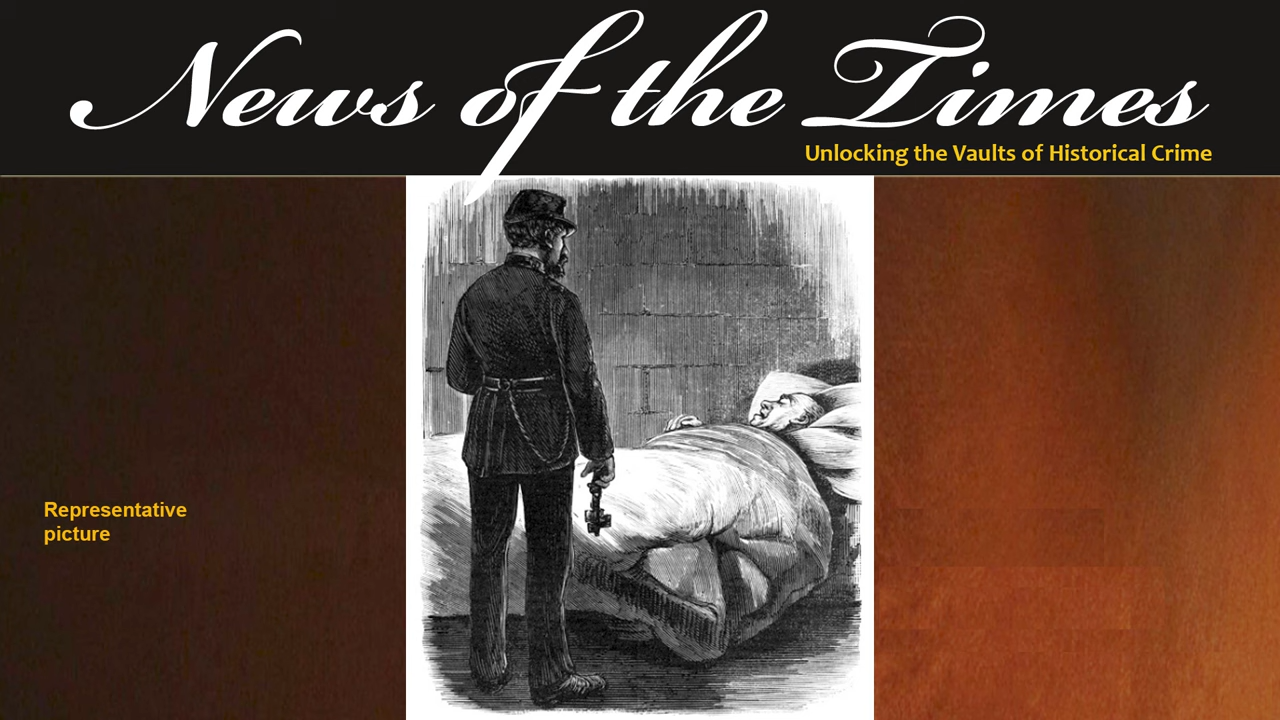 News of the Times
Unlocking the Vaults of Historical Crime
Representative
picture